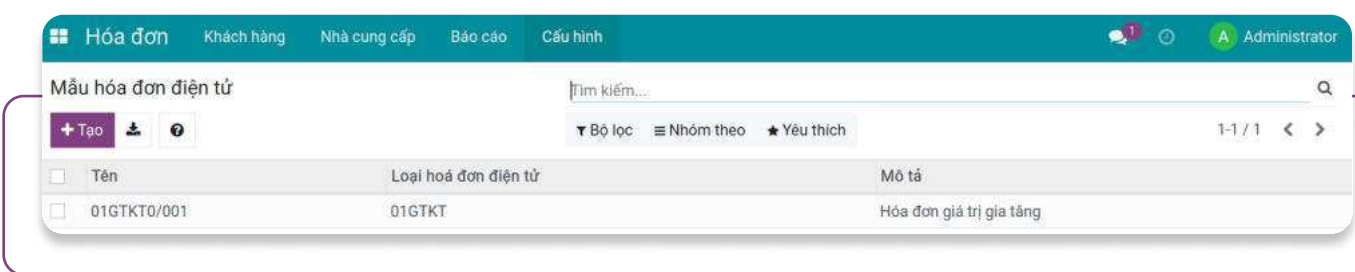 Hóa đơn Khách hàng Nhà cung cấp Báo cáo Cấu hình 1 A Administrator
Mẫu hóa đơn điện tử Tìm kiếm...
+ Tạo Bộ lọc Nhóm theo Yêu thích 1-1 / 1
Tên Loại hoá đơn điện tử Mô tả
01GTKT0/001 01GTKT Hóa đơn giá trị gia tăng